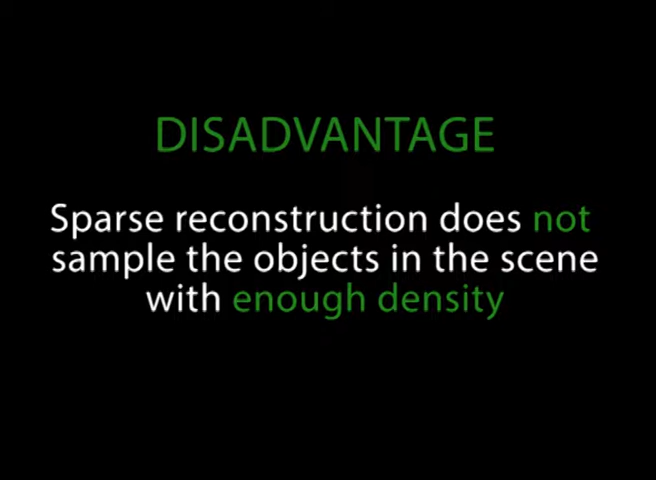 DISADVANTAGE
Sparse reconstruction does not
sample the objects in the scene
with enough density